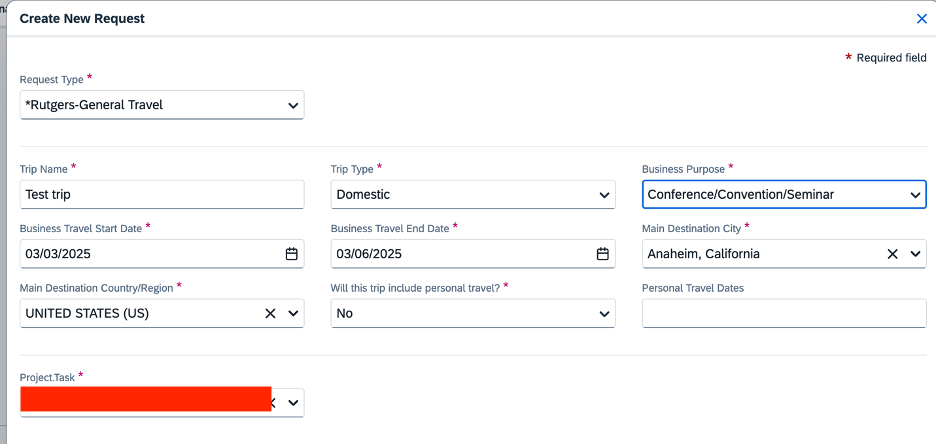 Create New Request
* Required field
Request Type *
*Rutgers-General Travel
Trip Name *
Trip Type *
Business Purpose *
Test trip
Domestic
Conference/Convention/Seminar
Business Travel Start Date *
Business Travel End Date *
Main Destination City *
03/03/2025
03/06/2025
Anaheim, California
Main Destination Country/Region *
Will this trip include personal travel? *
Personal Travel Dates
UNITED STATES (US)
No
Project.Task *